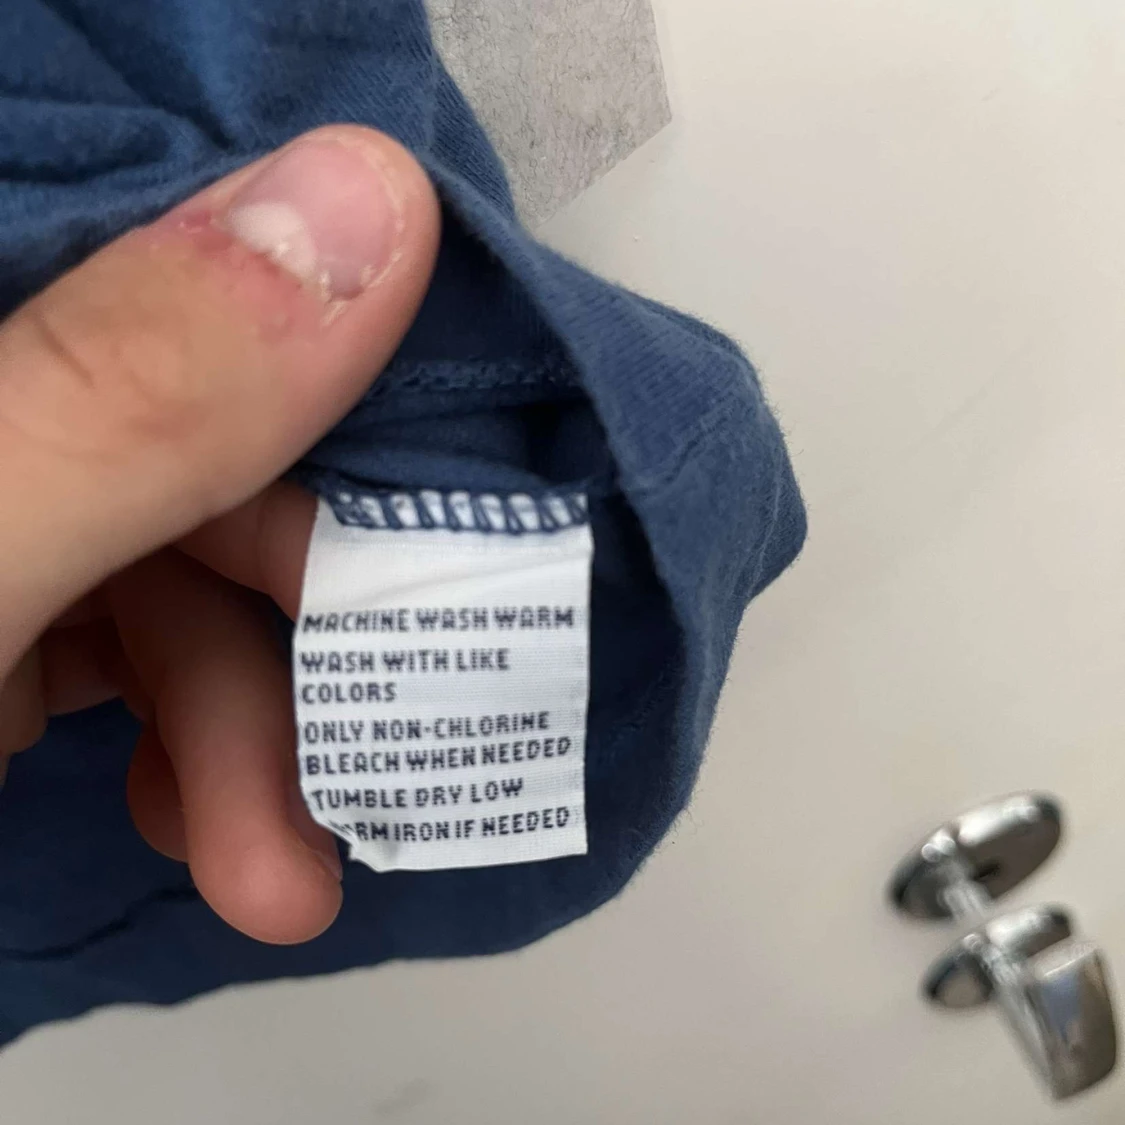 MACHINE WASH WARM
WASH WITH LIKE
COLORS
ONLY NON-CHLORINE
BLEACH WHEN NEEDED
TUMBLE DRY LOW
IRON IF NEEDED